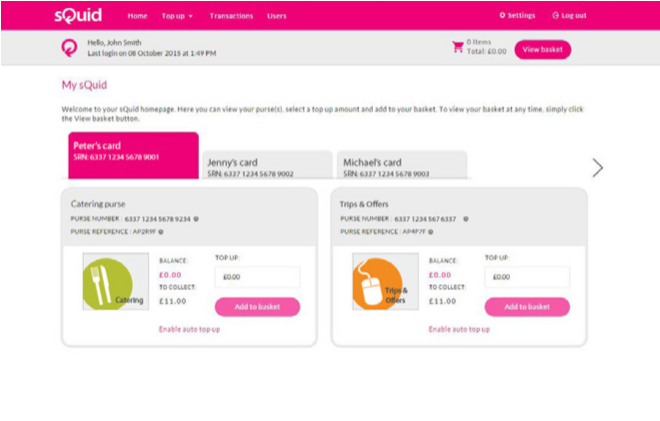 sQuid Home Top up Transactions Users Settings Log out
Hello, John Smith
Last login on 08 October 2015 at 1:49 PM
0 Items
Total: £0.00
View basket
My sQuid
Welcome to your sQuid homepage. Here you can view your purse(s), select a top up amount and add to your basket. To view your basket at any time, simply click
the View basket button.
Peter's card
SRN: 6337 1234 5678 9001
Jenny's card
SRN: 6337 1234 5678 9002
Michael's card
SRN: 6337 1234 5678 9003
Catering purse
PURSE NUMBER : 6337 1234 5678 9234
PURSE REFERENCE : AP2R9F
Catering
BALANCE:
£0.00
TO COLLECT:
£11.00
TOP UP:
£0.00
Add to basket
Enable auto top up
Trips & Offers
PURSE NUMBER : 6337 1234 567 6337
PURSE REFERENCE : AP4F7F
Trips &
Offers
BALANCE:
£0.00
TO COLLECT:
£11.00
TOP UP:
£0.00
Add to basket
Enable auto top up